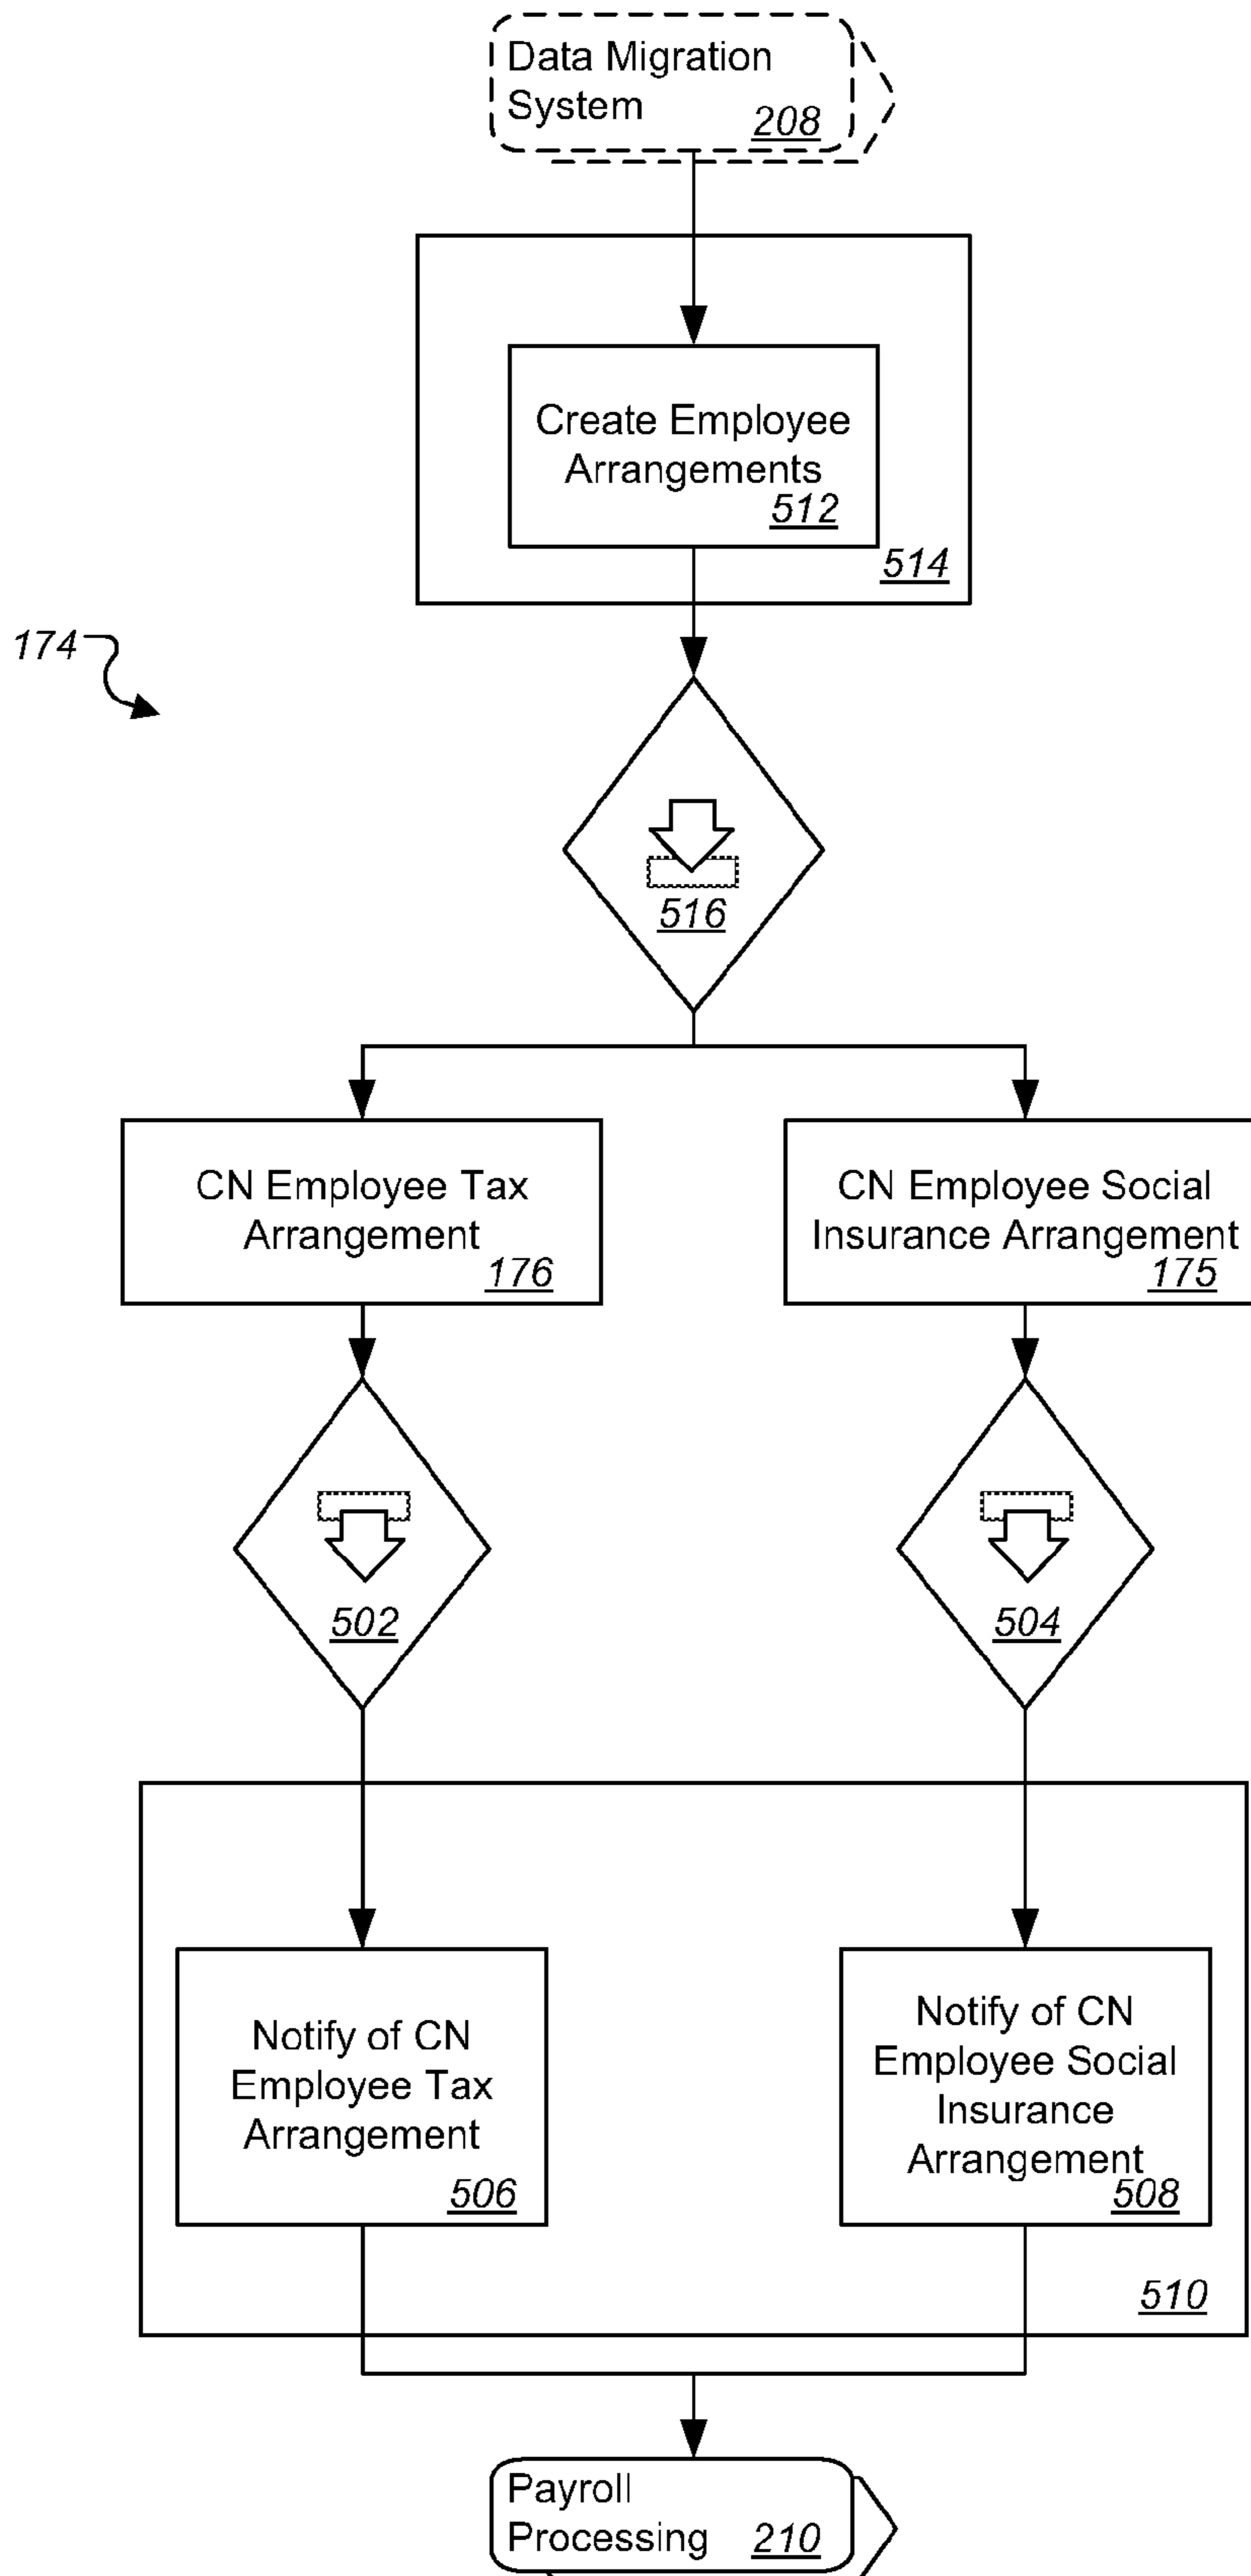 Data Migration
System 208
Create Employee
Arrangements
512
514
174
516
CN Employee Tax
Arrangement
176
CN Employee Social
Insurance Arrangement
175
502
504
Notify of CN
Employee Tax
Arrangement
506
Notify of CN
Employee Social
Insurance
Arrangement
508
510
Payroll
Processing 210